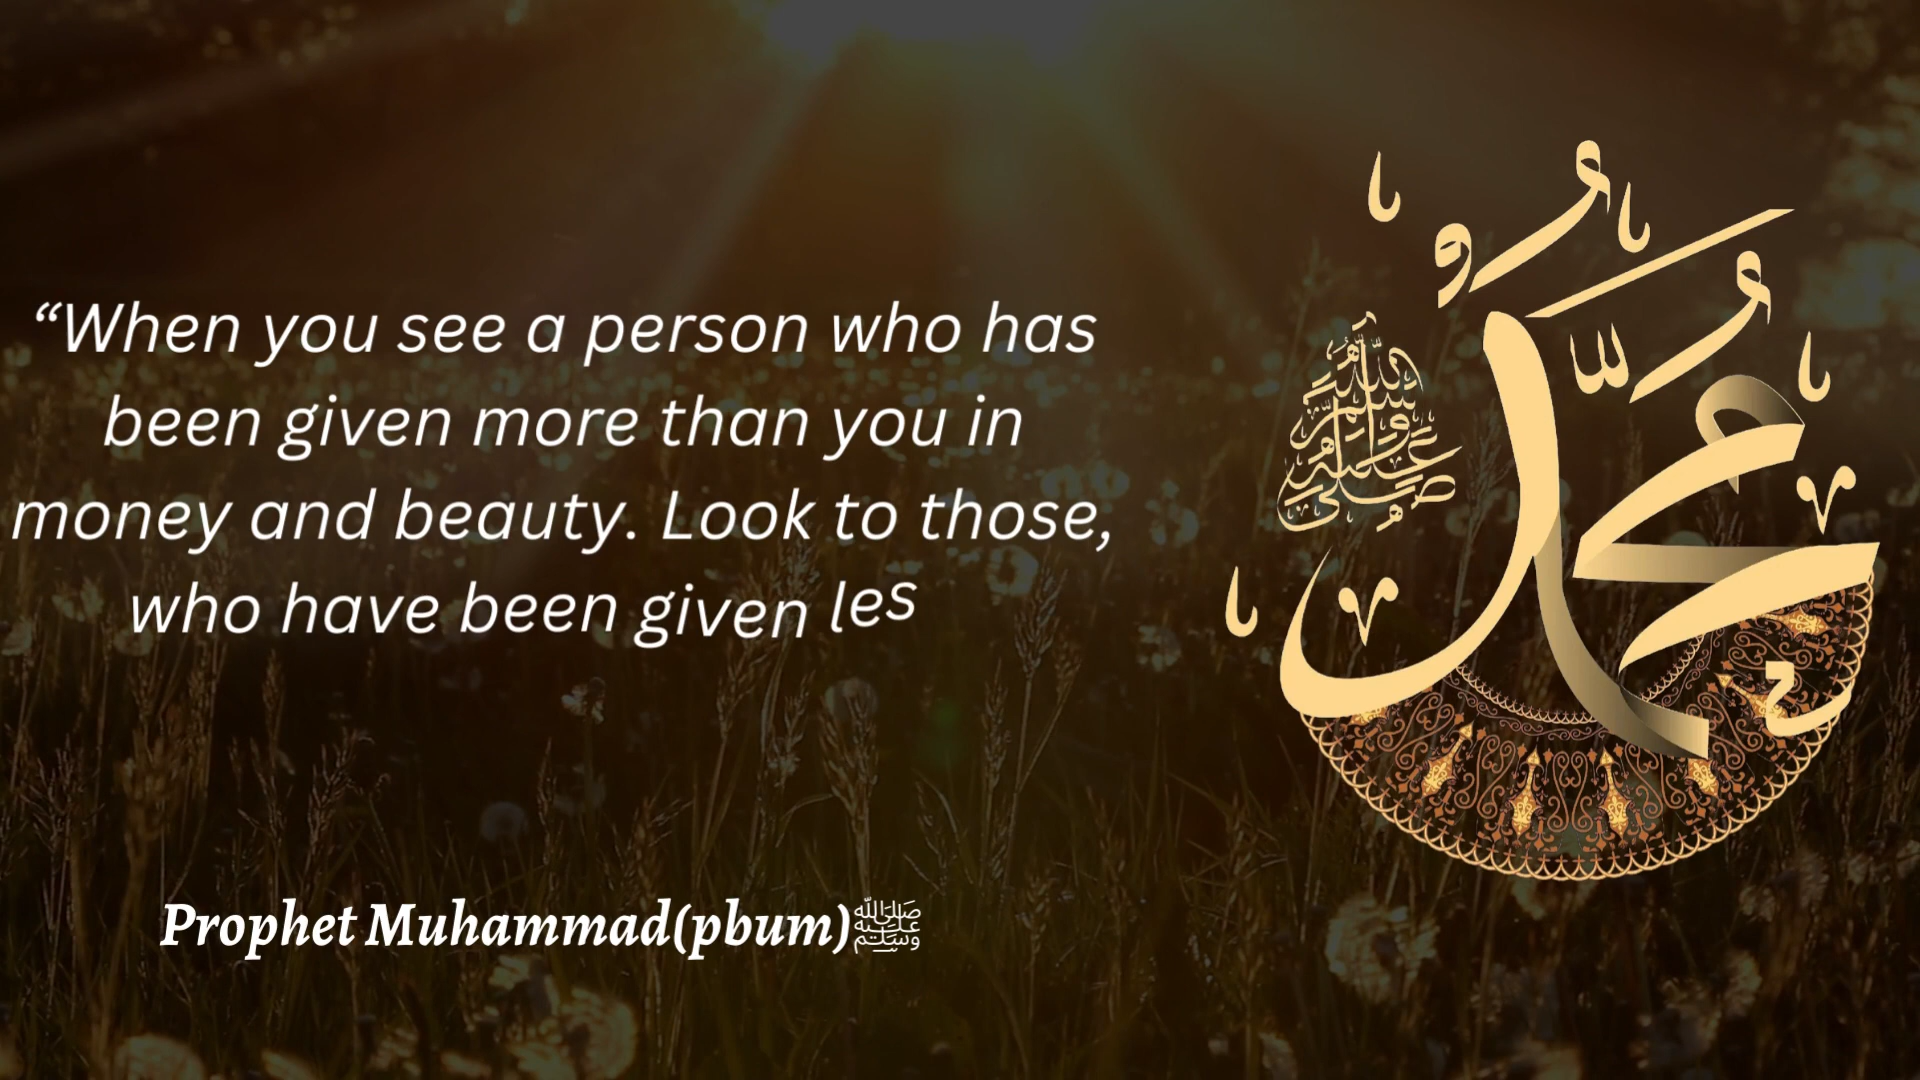 “When you see a person who has
been given more than you in
money and beauty. Look to those,
who have been given les
Prophet Muhammad(pbum)ﷺ
محمد
صلى الله عليه وسلم